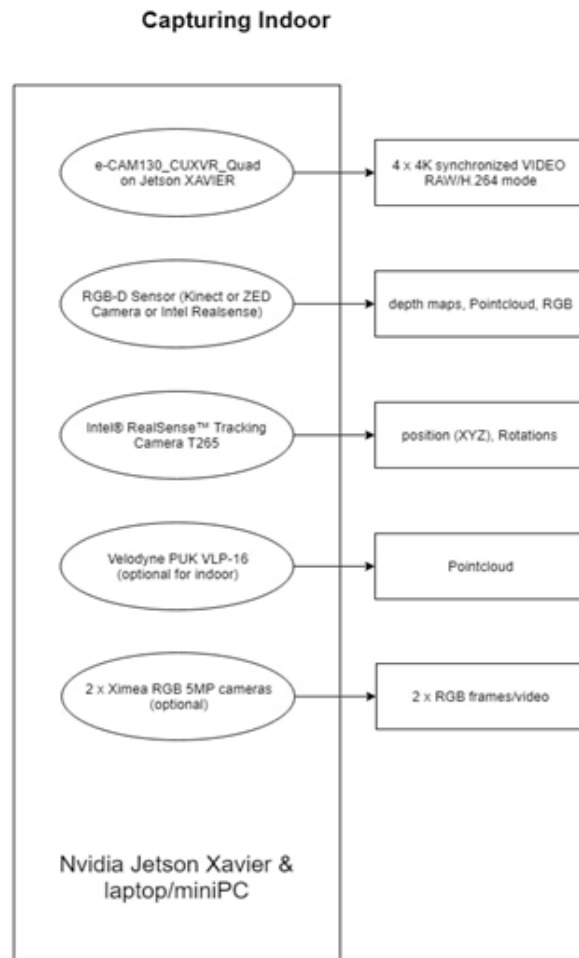 Capturing Indoor
e-CAM130_CUXVR_Quad
on Jetson XAVIER
4 x 4K synchronized VIDEO
RAW/H.264 mode
RGB-D Sensor (Kinect or ZED
Camera or Intel Realsense)
depth maps, Pointcloud, RGB
Intel® RealSense™ Tracking
Camera T265
position (XYZ), Rotations
Velodyne PUK VLP-16
(optional for indoor)
Pointcloud
2 x Ximea RGB 5MP cameras
(optional)
2 x RGB frames/video
Nvidia Jetson Xavier &
laptop/miniPC